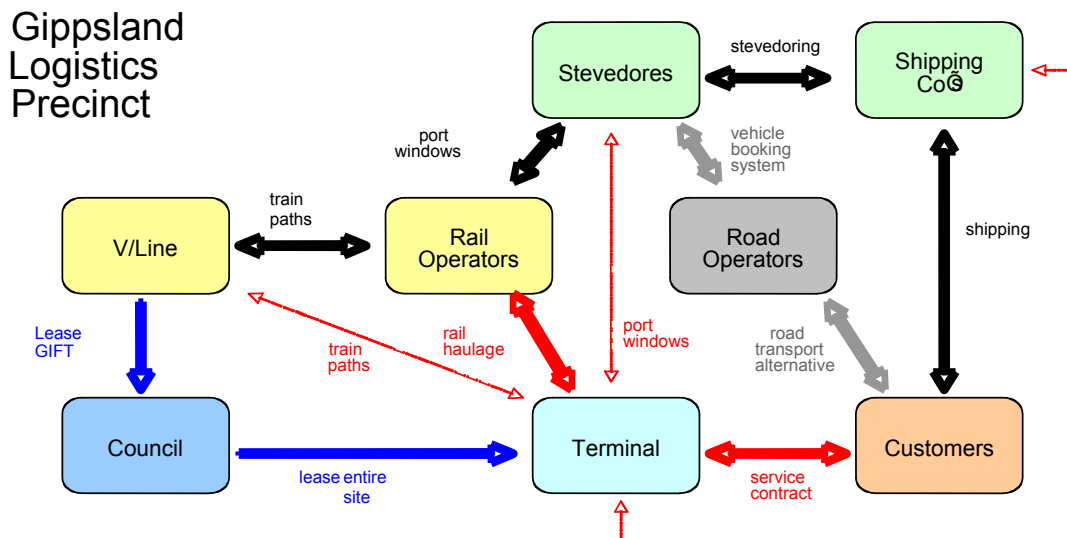 Gippsland
Logistics
Precinct
stevedoring
Stevedores
Shipping
port
windows
vehicle
booking
system
train
paths
V/Line
Rail
Operators
Road
Operators
shipping
Lease
GIFT
train
paths
rail
haulage
port
windows
road
transport
alternative
Council
lease entire
site
Terminal
service
contract
Customers